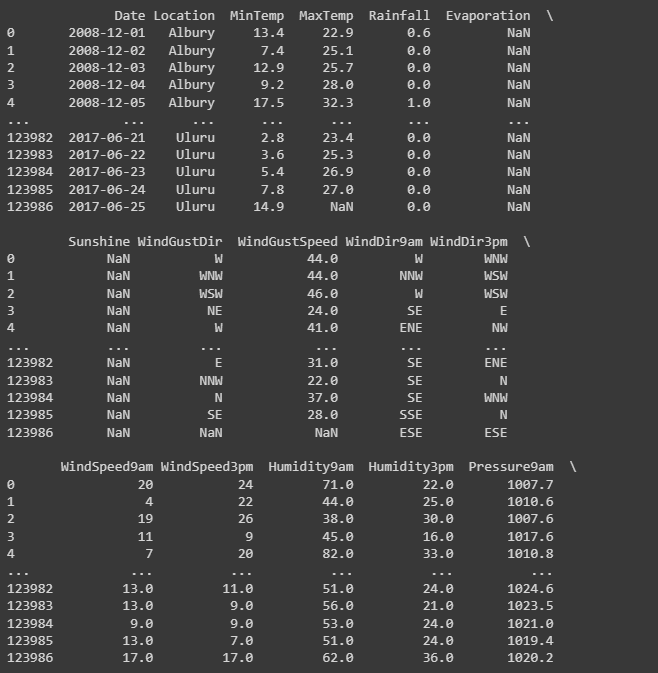 Date Location MinTemp MaxTemp Rainfall Evaporation \
0 2008-12-01 Albury 13.4 22.9 0.6 NaN
1 2008-12-02 Albury 7.4 25.1 0.0 NaN
2 2008-12-03 Albury 12.9 25.7 0.0 NaN
3 2008-12-04 Albury 9.2 28.0 0.0 NaN
4 2008-12-05 Albury 17.5 32.3 1.0 NaN
... ... ... ... ... ... ...
123982 2017-06-21 Uluru 2.8 23.4 0.0 NaN
123983 2017-06-22 Uluru 3.6 25.3 0.0 NaN
123984 2017-06-23 Uluru 5.4 26.9 0.0 NaN
123985 2017-06-24 Uluru 7.8 27.0 0.0 NaN
123986 2017-06-25 Uluru 14.9 NaN 0.0 NaN
Sunshine WindGustDir WindGustSpeed WindDir9am WindDir3pm \
0 NaN W 44.0 W WNW
1 NaN WNW 44.0 NNW WSW
2 NaN WSW 46.0 W WSW
3 NaN NE 24.0 SE E
4 NaN W 41.0 ENE NW
... ... ... ... ... ...
123982 NaN E 31.0 SE ENE
123983 NaN NNW 22.0 SE N
123984 NaN N 37.0 SE WNW
123985 NaN SE 28.0 SSE N
123986 NaN NaN NaN ESE ESE
WindSpeed9am WindSpeed3pm Humidity9am Humidity3pm Pressure9am \
0 20 24 71.0 22.0 1007.7
1 4 22 44.0 25.0 1010.6
2 19 26 38.0 30.0 1007.6
3 11 9 45.0 16.0 1017.6
4 7 20 82.0 33.0 1010.8
... ... ... ... ... ...
123982 13.0 11.0 51.0 24.0 1024.6
123983 13.0 9.0 56.0 21.0 1023.5
123984 9.0 9.0 53.0 24.0 1021.0
123985 13.0 7.0 51.0 24.0 1019.4
123986 17.0 17.0 62.0 36.0 1020.2